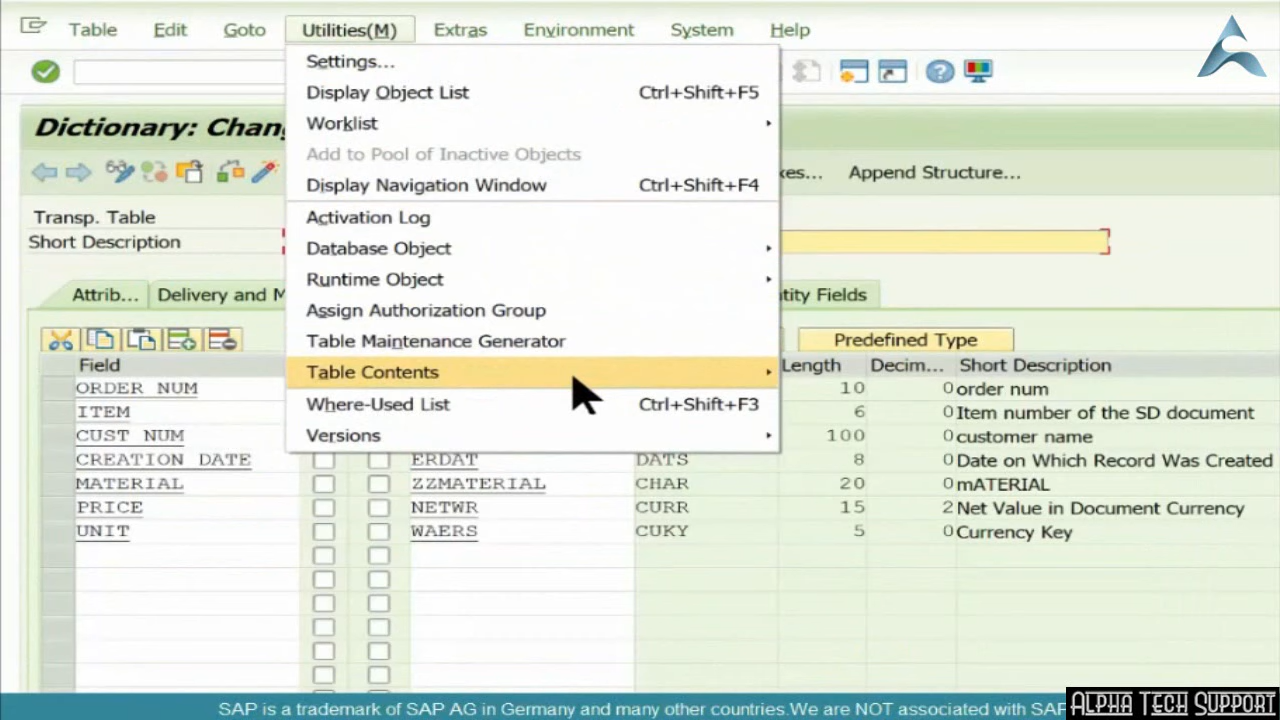 Table Edit Goto Utilities(M) Extras Environment System Help
Settings...
Display Object List Ctrl+Shift+F5
Worklist
Dictionary: Chang
Add to Pool of Inactive Objects
Display Navigation Window Ctrl+Shift+F4
xes... Append Structure...
Transp. Table
Activation Log
Short Description
Database Object
Runtime Object
Attrib... Delivery and M
tity Fields
Assign Authorization Group
Table Maintenance Generator
Predefined Type
Field Length Decim... Short Description
Table Contents
Where-Used List Ctrl+Shift+F3
Versions
ORDER NUM 10 0 order num
ITEM 6 0 Item number of the SD document
CUST NUM 100 0 customer name
CREATION DATE ERDAT DATS 8 0 Date on Which Record Was Created
MATERIAL ZZMATERIAL CHAR 20 0 mATERIAL
PRICE NETWR CURR 15 2 Net Value in Document Currency
UNIT WAERS CUKY 5 0 Currency Key
SAP is a trademark of SAP AG in Germany and many other countries.We are NOT associated with SAP
Alpha Tech Support